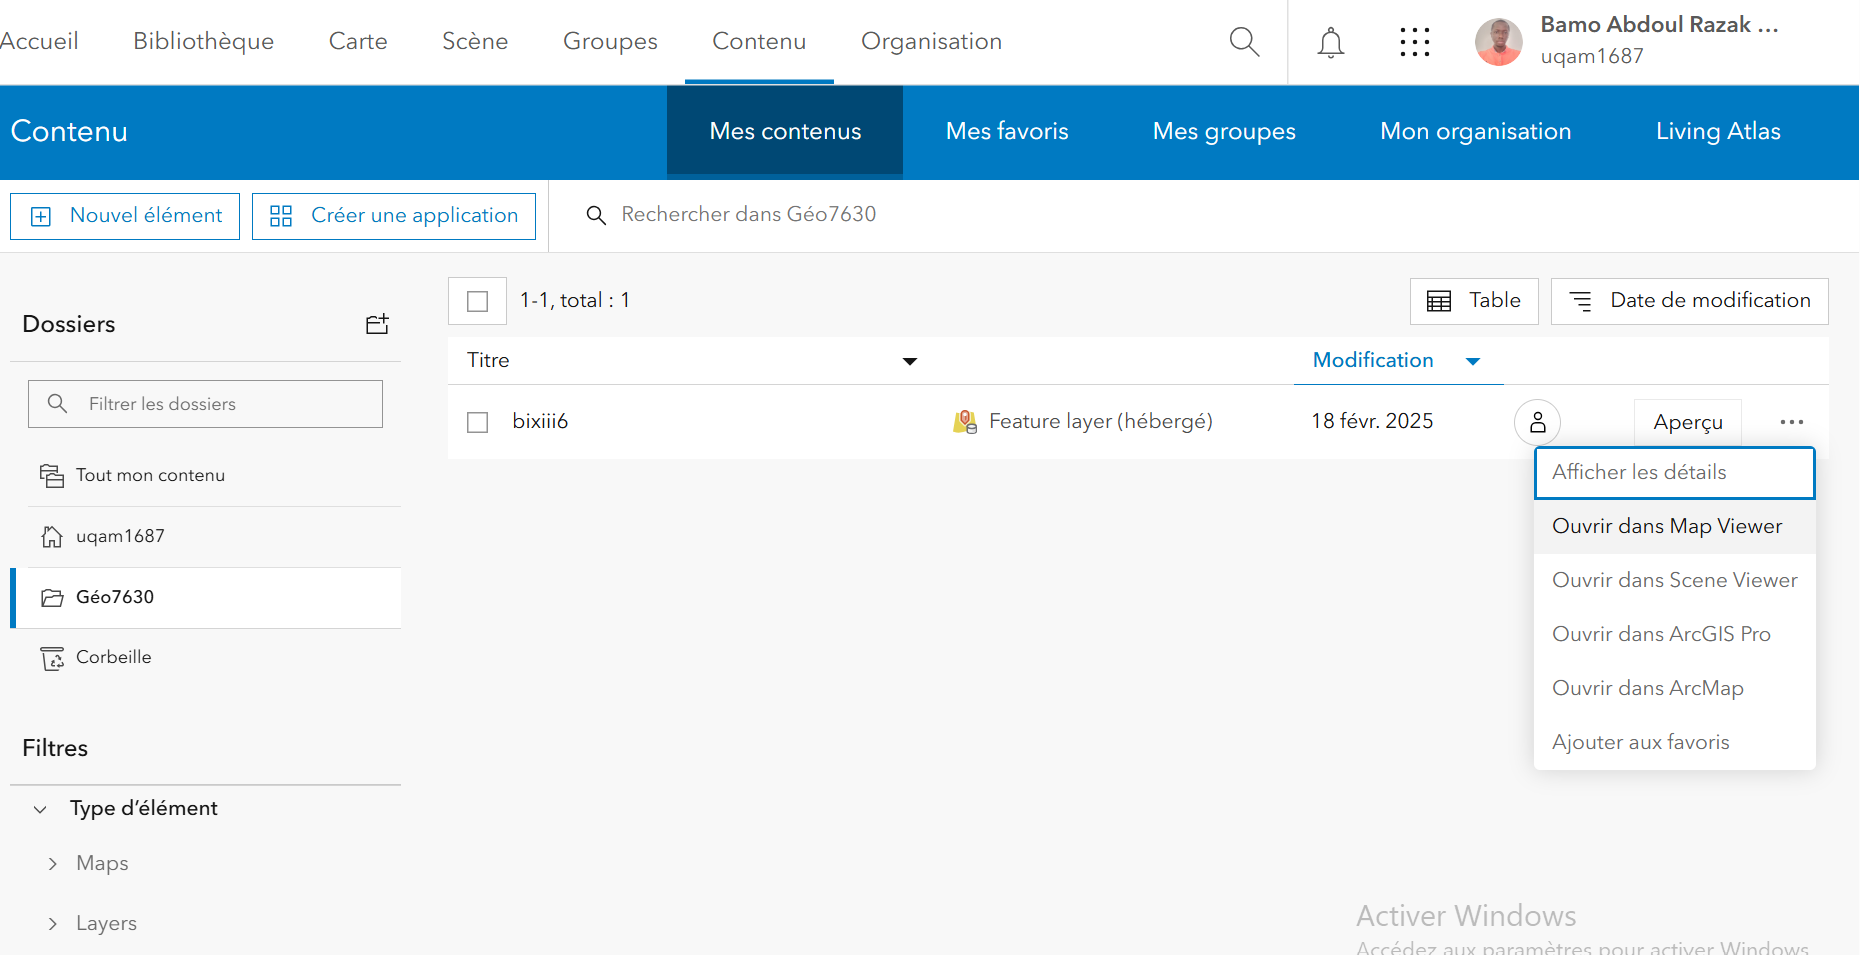 Accueil Bibliothèque Carte Scène Groupes Contenu Organisation
Bamo Abdoul Razak ...
uqam1687
Contenu Mes contenus Mes favoris Mes groupes Mon organisation Living Atlas
Nouvel élément Créer une application Rechercher dans Géo7630
1-1, total : 1 Table Date de modification
Dossiers
Titre Modification
Filtrer les dossiers
bixiii6 Feature layer (hébergé) 18 févr. 2025 Aperçu
Afficher les détails
Ouvrir dans Map Viewer
Ouvrir dans Scene Viewer
Ouvrir dans ArcGIS Pro
Ouvrir dans ArcMap
Ajouter aux favoris
Tout mon contenu
uqam1687
Géo7630
Corbeille
Filtres
Type d’élément
Maps
Layers
Activer Windows
Accédez aux paramètres pour activer Windows.